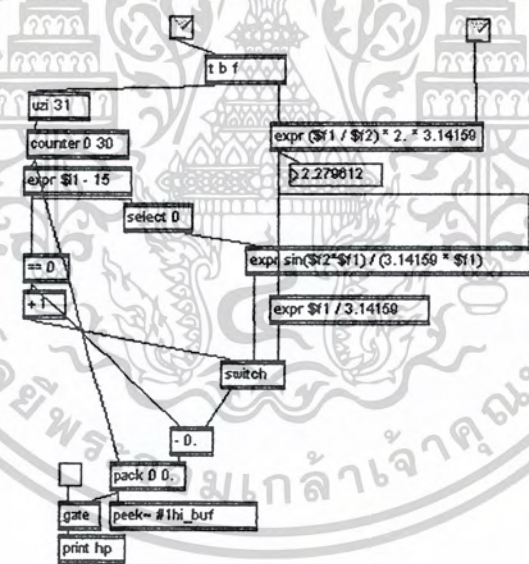 t b f
uzi 31
expr ($f1 / $f2) * 2. * 3.14159
counter 0 30
2.279612
expr $i1 - 15
select 0
expr sin($f2*$f1) / (3.14159 * $f1)
== 0
+ 1
expr $f1 / 3.14159
switch
- 0.
pack 0 0.
gate
peek~ #1hi_buf
print hp